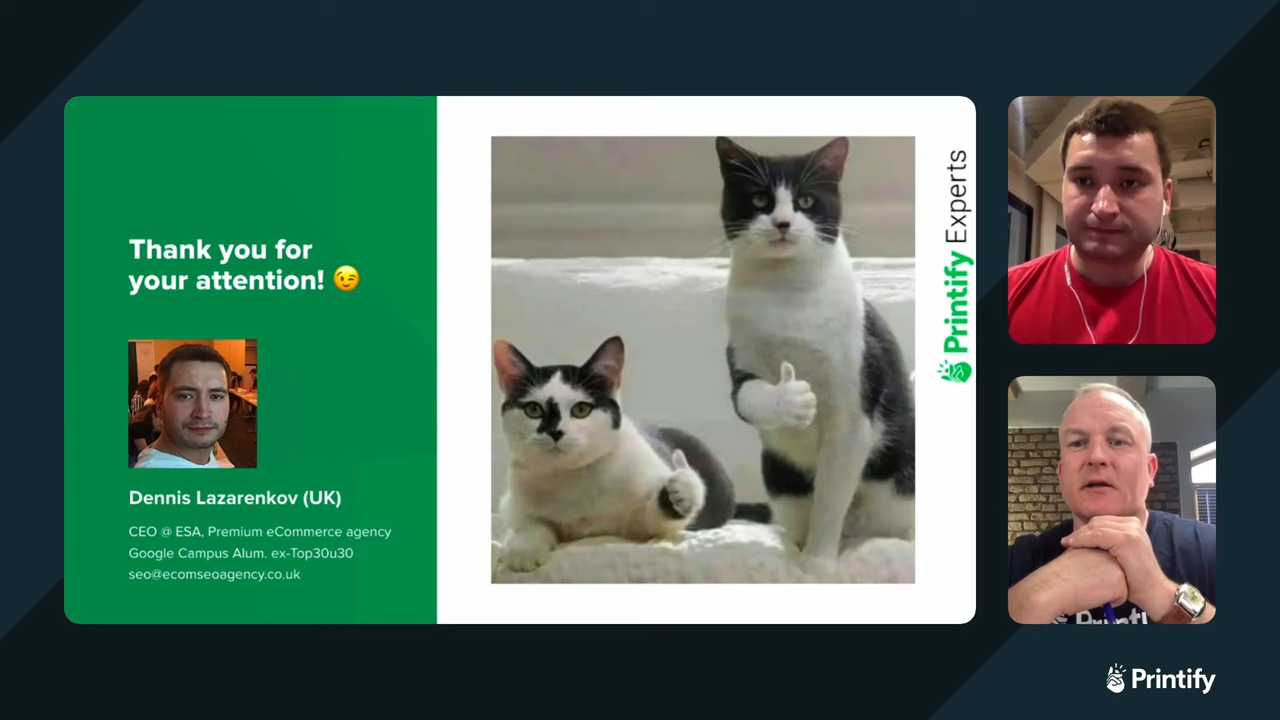 Thank you for
your attention! 😉
Dennis Lazarenkov (UK)
CEO @ ESA, Premium eCommerce agency
Google Campus Alum. ex-Top30u30
seo@ecomseoagency.co.uk
Printify Experts
Printify